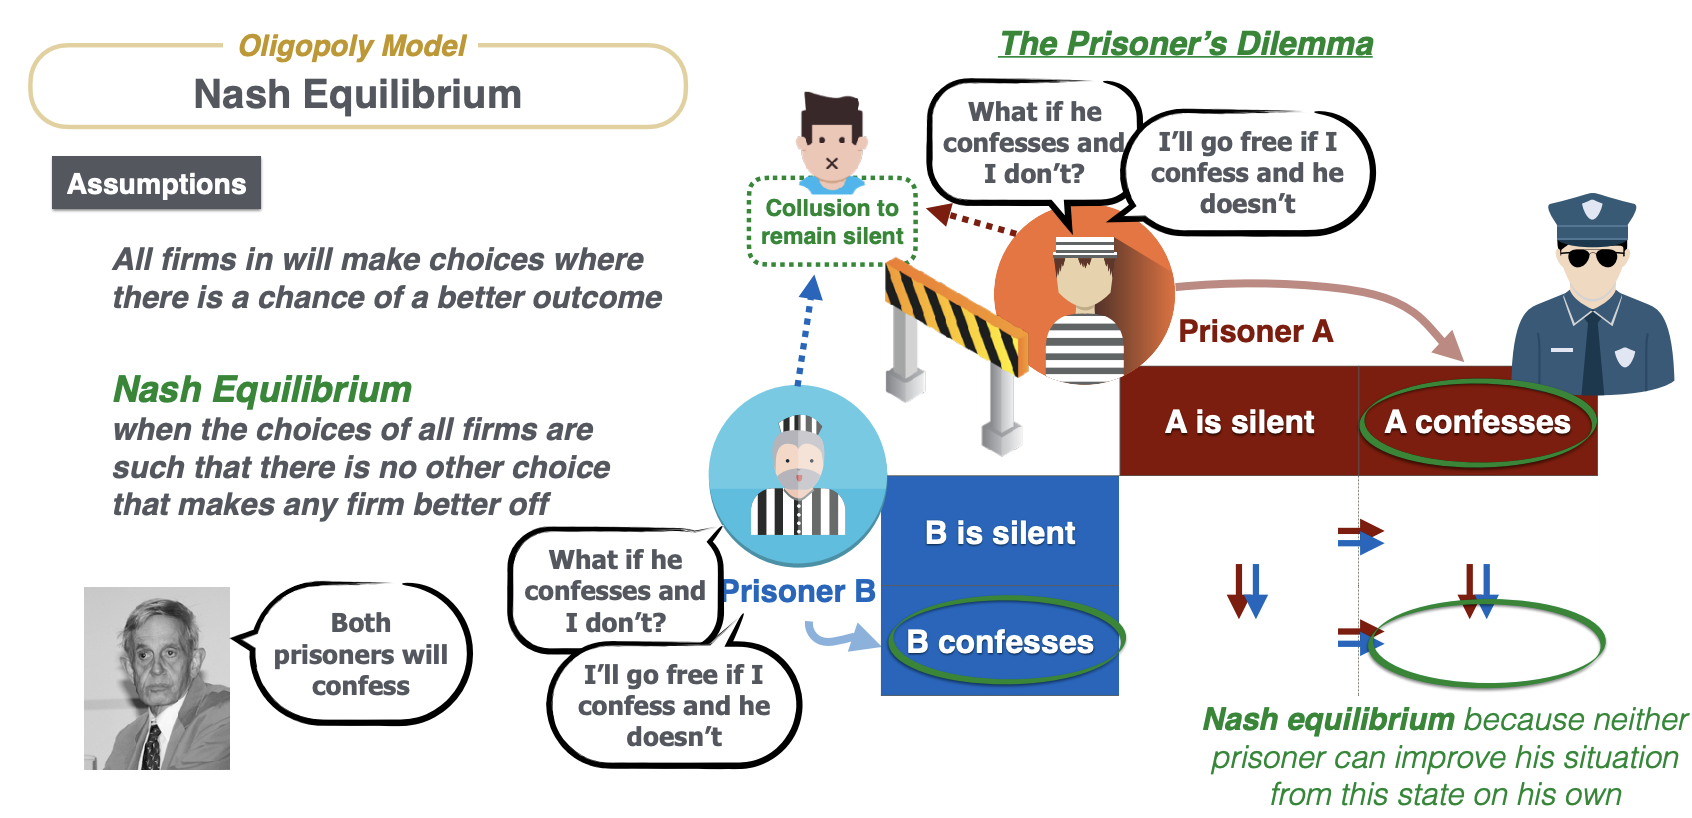 Oligopoly Model
Nash Equilibrium
Assumptions
All firms in will make choices where
there is a chance of a better outcome
Nash Equilibrium
when the choices of all firms are
such that there is no other choice
that makes any firm better off
Both
prisoners will
confess
The Prisoner’s Dilemma
What if he
confesses and
I don’t?
I’ll go free if I
confess and he
doesn’t
Collusion to
remain silent
Prisoner A
A is silent
A confesses
B is silent
What if he
confesses and
I don’t?
Prisoner B
B confesses
I’ll go free if I
confess and he
doesn’t
Nash equilibrium because neither
prisoner can improve his situation
from this state on his own